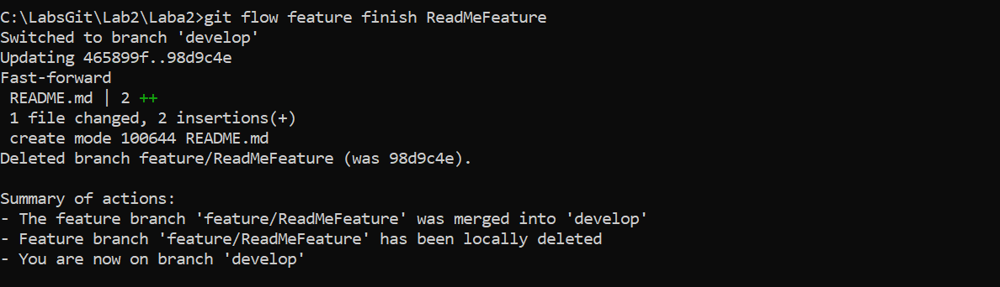 C:\LabsGit\Lab2\Laba2>git flow feature finish ReadMeFeature
Switched to branch 'develop'
Updating 465899f..98d9c4e
Fast-forward
 README.md | 2 ++
 1 file changed, 2 insertions(+)
 create mode 100644 README.md
Deleted branch feature/ReadMeFeature (was 98d9c4e).

Summary of actions:
- The feature branch 'feature/ReadMeFeature' was merged into 'develop'
- Feature branch 'feature/ReadMeFeature' has been locally deleted
- You are now on branch 'develop'